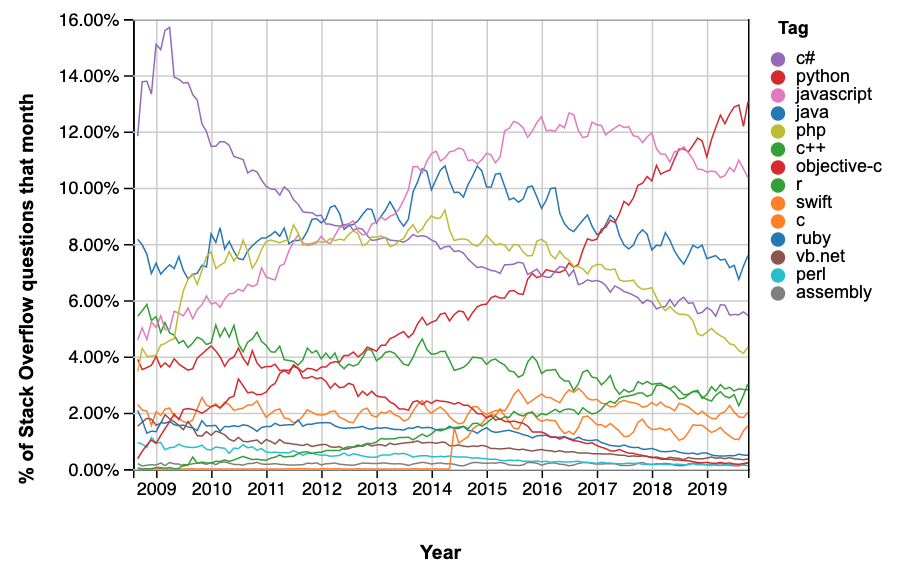 % of Stack Overflow questions that month
16.00%
14.00%
12.00%
10.00%
8.00%
6.00%
4.00%
2.00%
0.00%
2009 2010 2011 2012 2013 2014 2015 2016 2017 2018 2019
Year
Tag
c#
python
javascript
java
php
c++
objective-c
r
swift
c
ruby
vb.net
perl
assembly